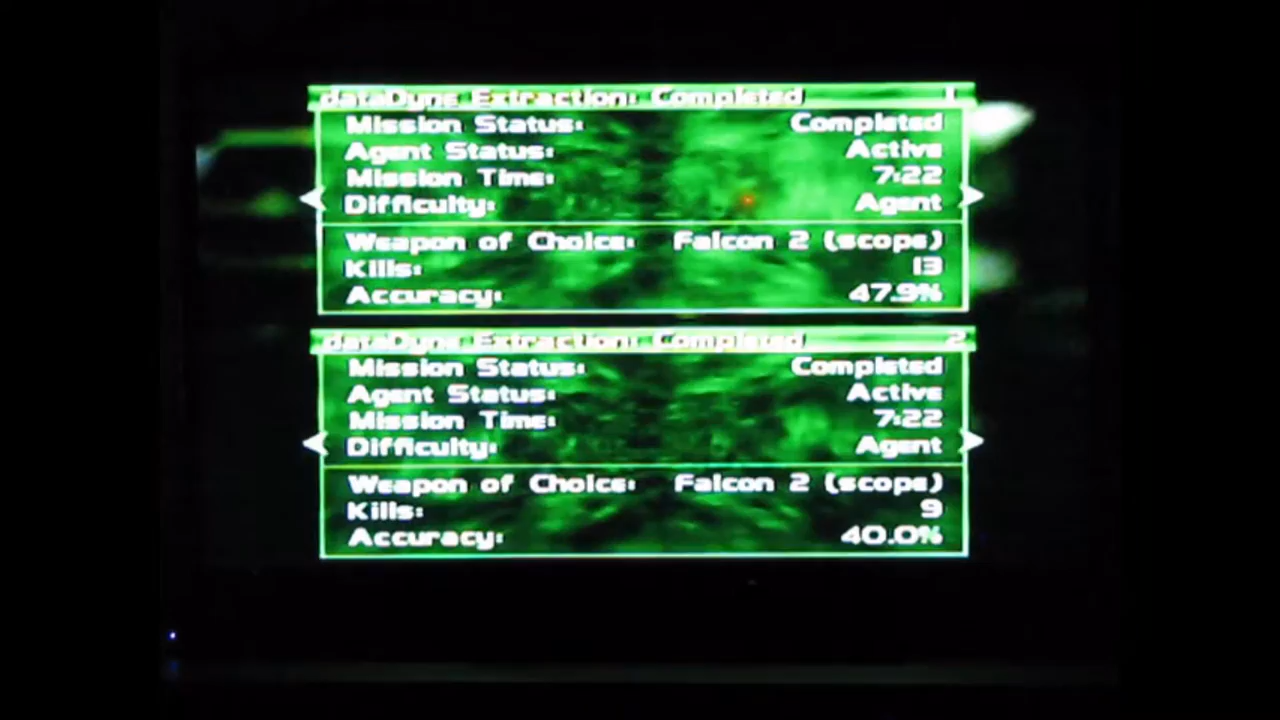 dataDyne Extraction: Completed 1
Mission Status: Completed
Agent Status: Active
Mission Time: 7:22
Difficulty: Agent
Weapon of Choice: Falcon 2 (scope)
Kills: 13
Accuracy: 47.9%
dataDyne Extraction: Completed 2
Mission Status: Completed
Agent Status: Active
Mission Time: 7:22
Difficulty: Agent
Weapon of Choice: Falcon 2 (scope)
Kills: 9
Accuracy: 40.0%